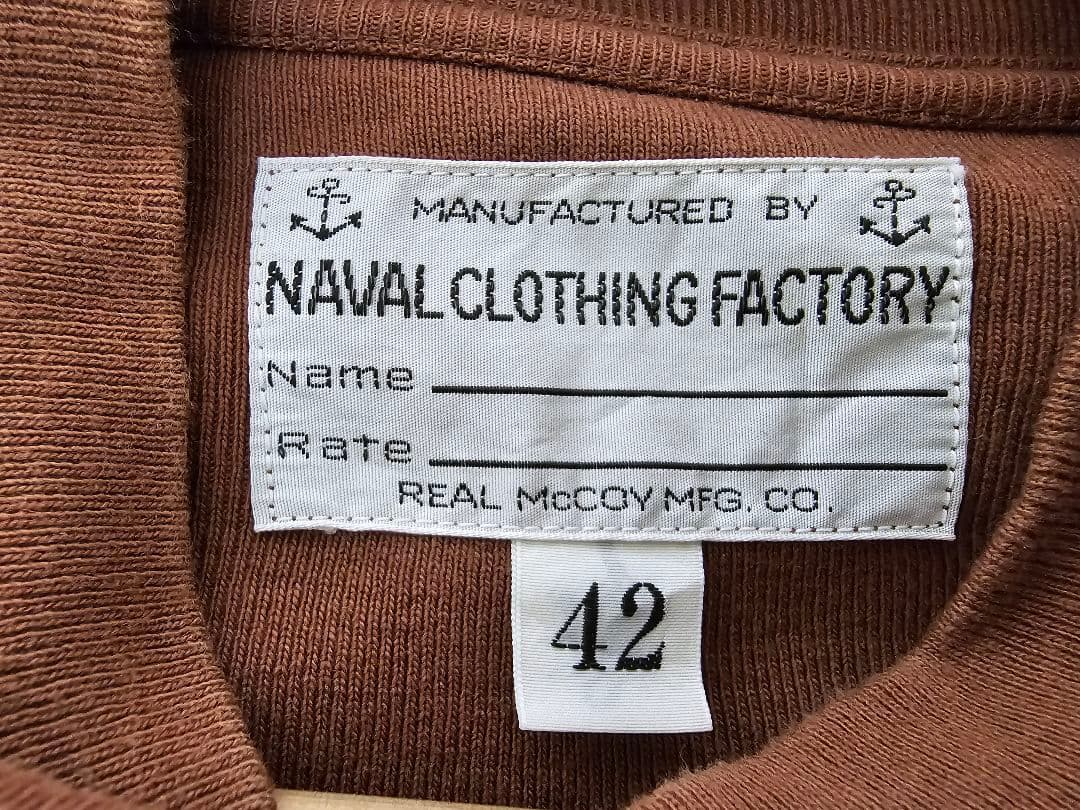 MANUFACTURED BY
NAVAL CLOTHING FACTORY
Name
Rate
REAL McCOY MFG. CO.
42